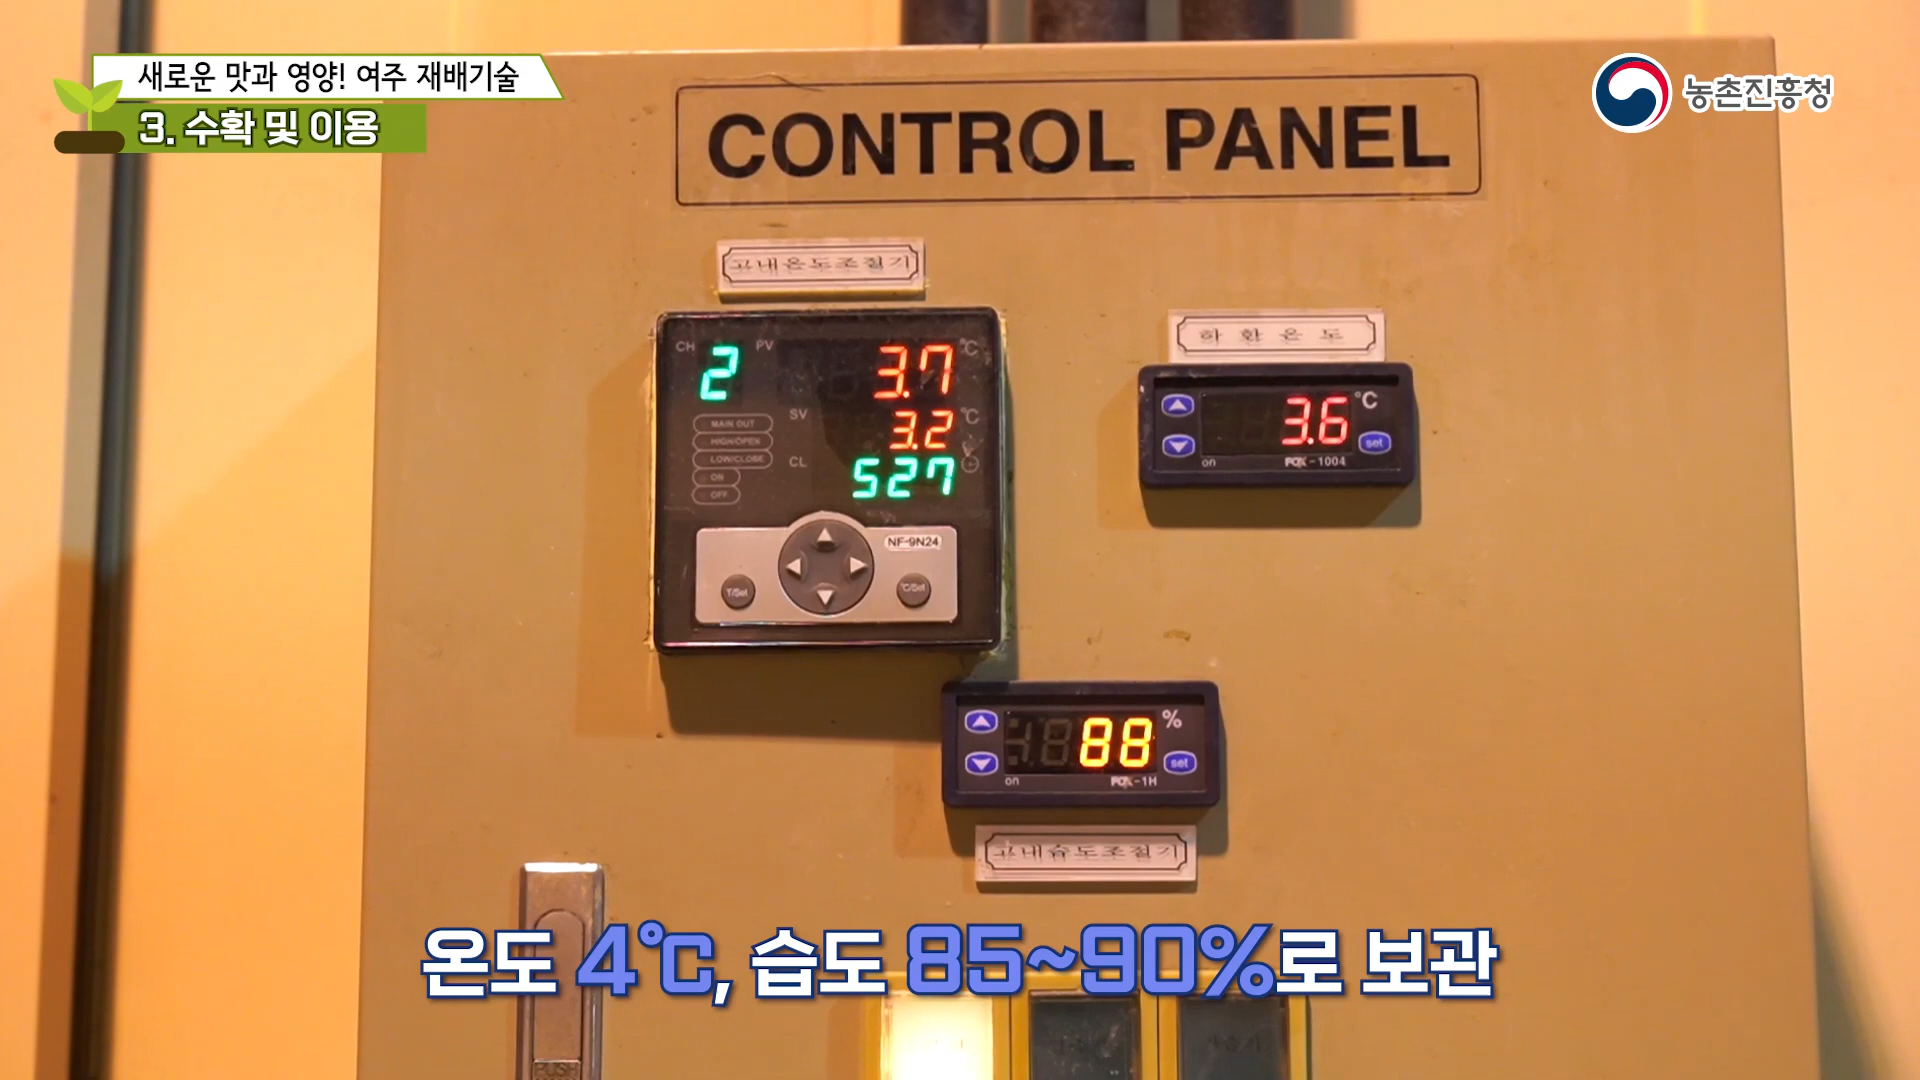 새로운 맛과 영양! 여주 재배기술
3. 수확 및 이용
농촌진흥청
CONTROL PANEL
고내온도조절기
CH 2 PV 3.7 °C
SV 3.2 °C
MAIN OUT
HIGH/OPEN
LOW/CLOSE
CL 527
ON
OFF
NF-9N24
T/Set
°C/Set
하 환 온 도
3.6 °C
set
on FOX-1004
88 %
set
on FOX-1H
고내습도조절기
온도 4℃, 습도 85~90%로 보관
PUSH